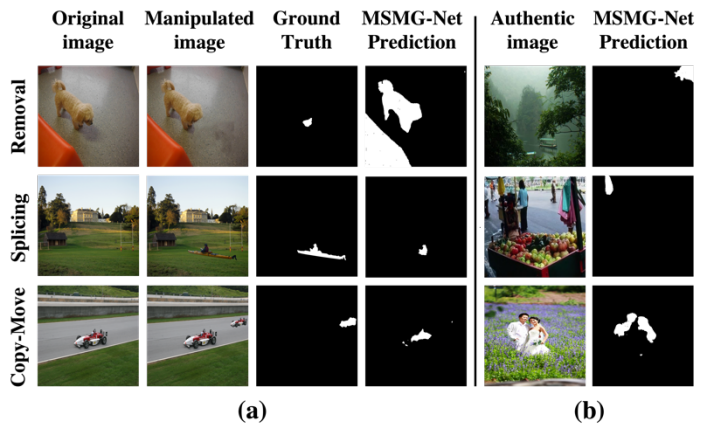 Original image
Manipulated image
Ground Truth
MSMG-Net Prediction
Authentic image
MSMG-Net Prediction
Removal
Splicing
Copy-Move
(a)
(b)